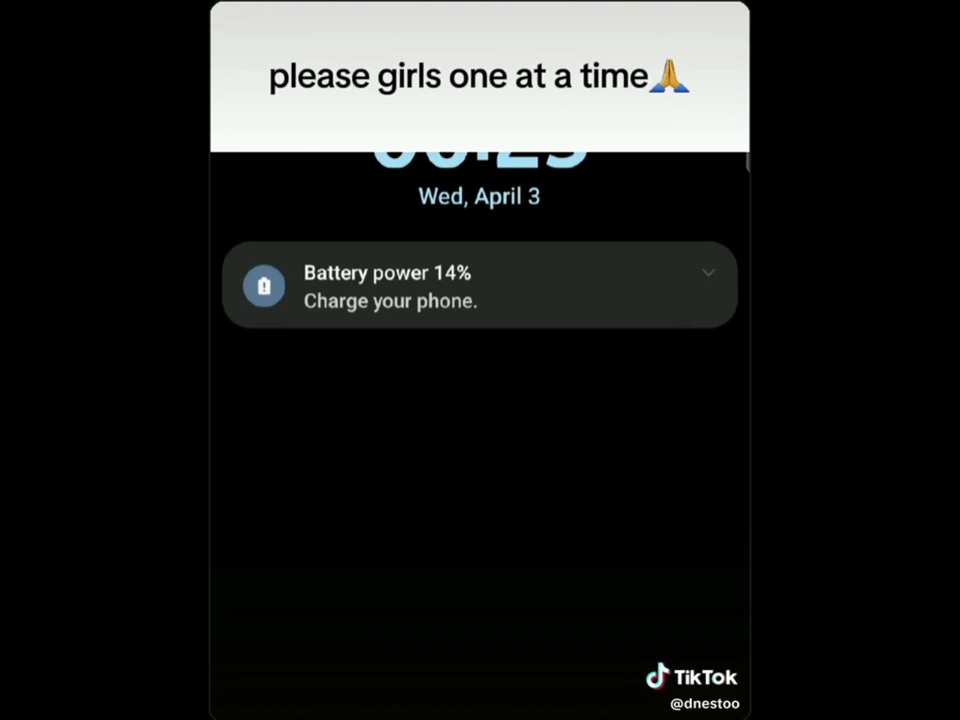 please girls one at a time🙏
Wed, April 3
Battery power 14%
Charge your phone.
TikTok
@dnestoo